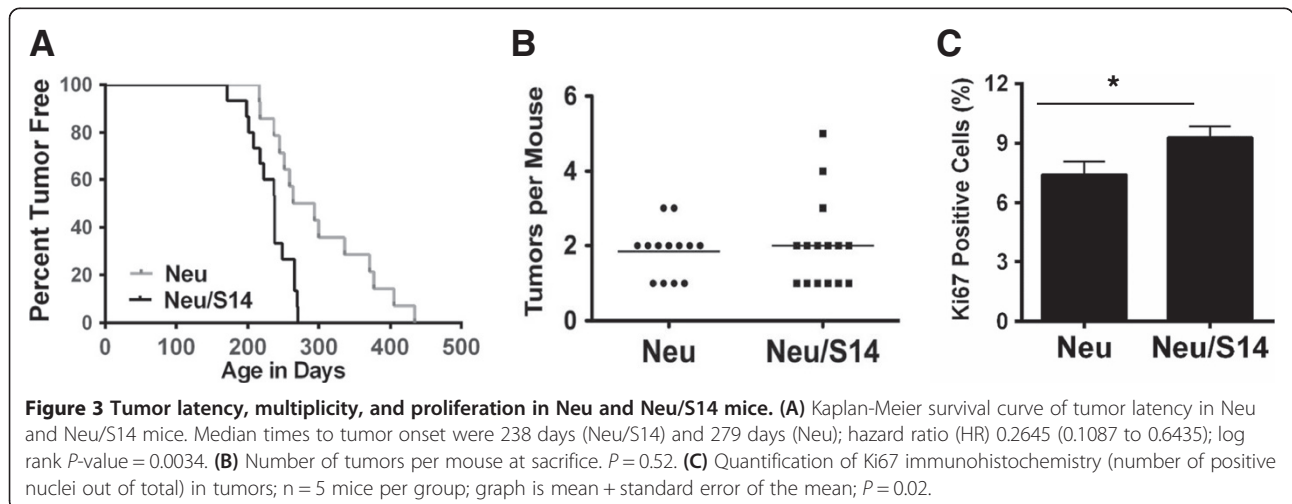 A
B
C
Percent Tumor Free
100
80
60
40
20
0
Neu
Neu/S14
0 100 200 300 400 500
Age in Days
Tumors per Mouse
6
4
2
0
Neu Neu/S14
Ki67 Positive Cells (%)
12
9
6
3
0
*
Neu Neu/S14
Figure 3 Tumor latency, multiplicity, and proliferation in Neu and Neu/S14 mice. (A) Kaplan-Meier survival curve of tumor latency in Neu
and Neu/S14 mice. Median times to tumor onset were 238 days (Neu/S14) and 279 days (Neu); hazard ratio (HR) 0.2645 (0.1087 to 0.6435); log
rank P-value = 0.0034. (B) Number of tumors per mouse at sacrifice. P = 0.52. (C) Quantification of Ki67 immunohistochemistry (number of positive
nuclei out of total) in tumors; n = 5 mice per group; graph is mean + standard error of the mean; P = 0.02.